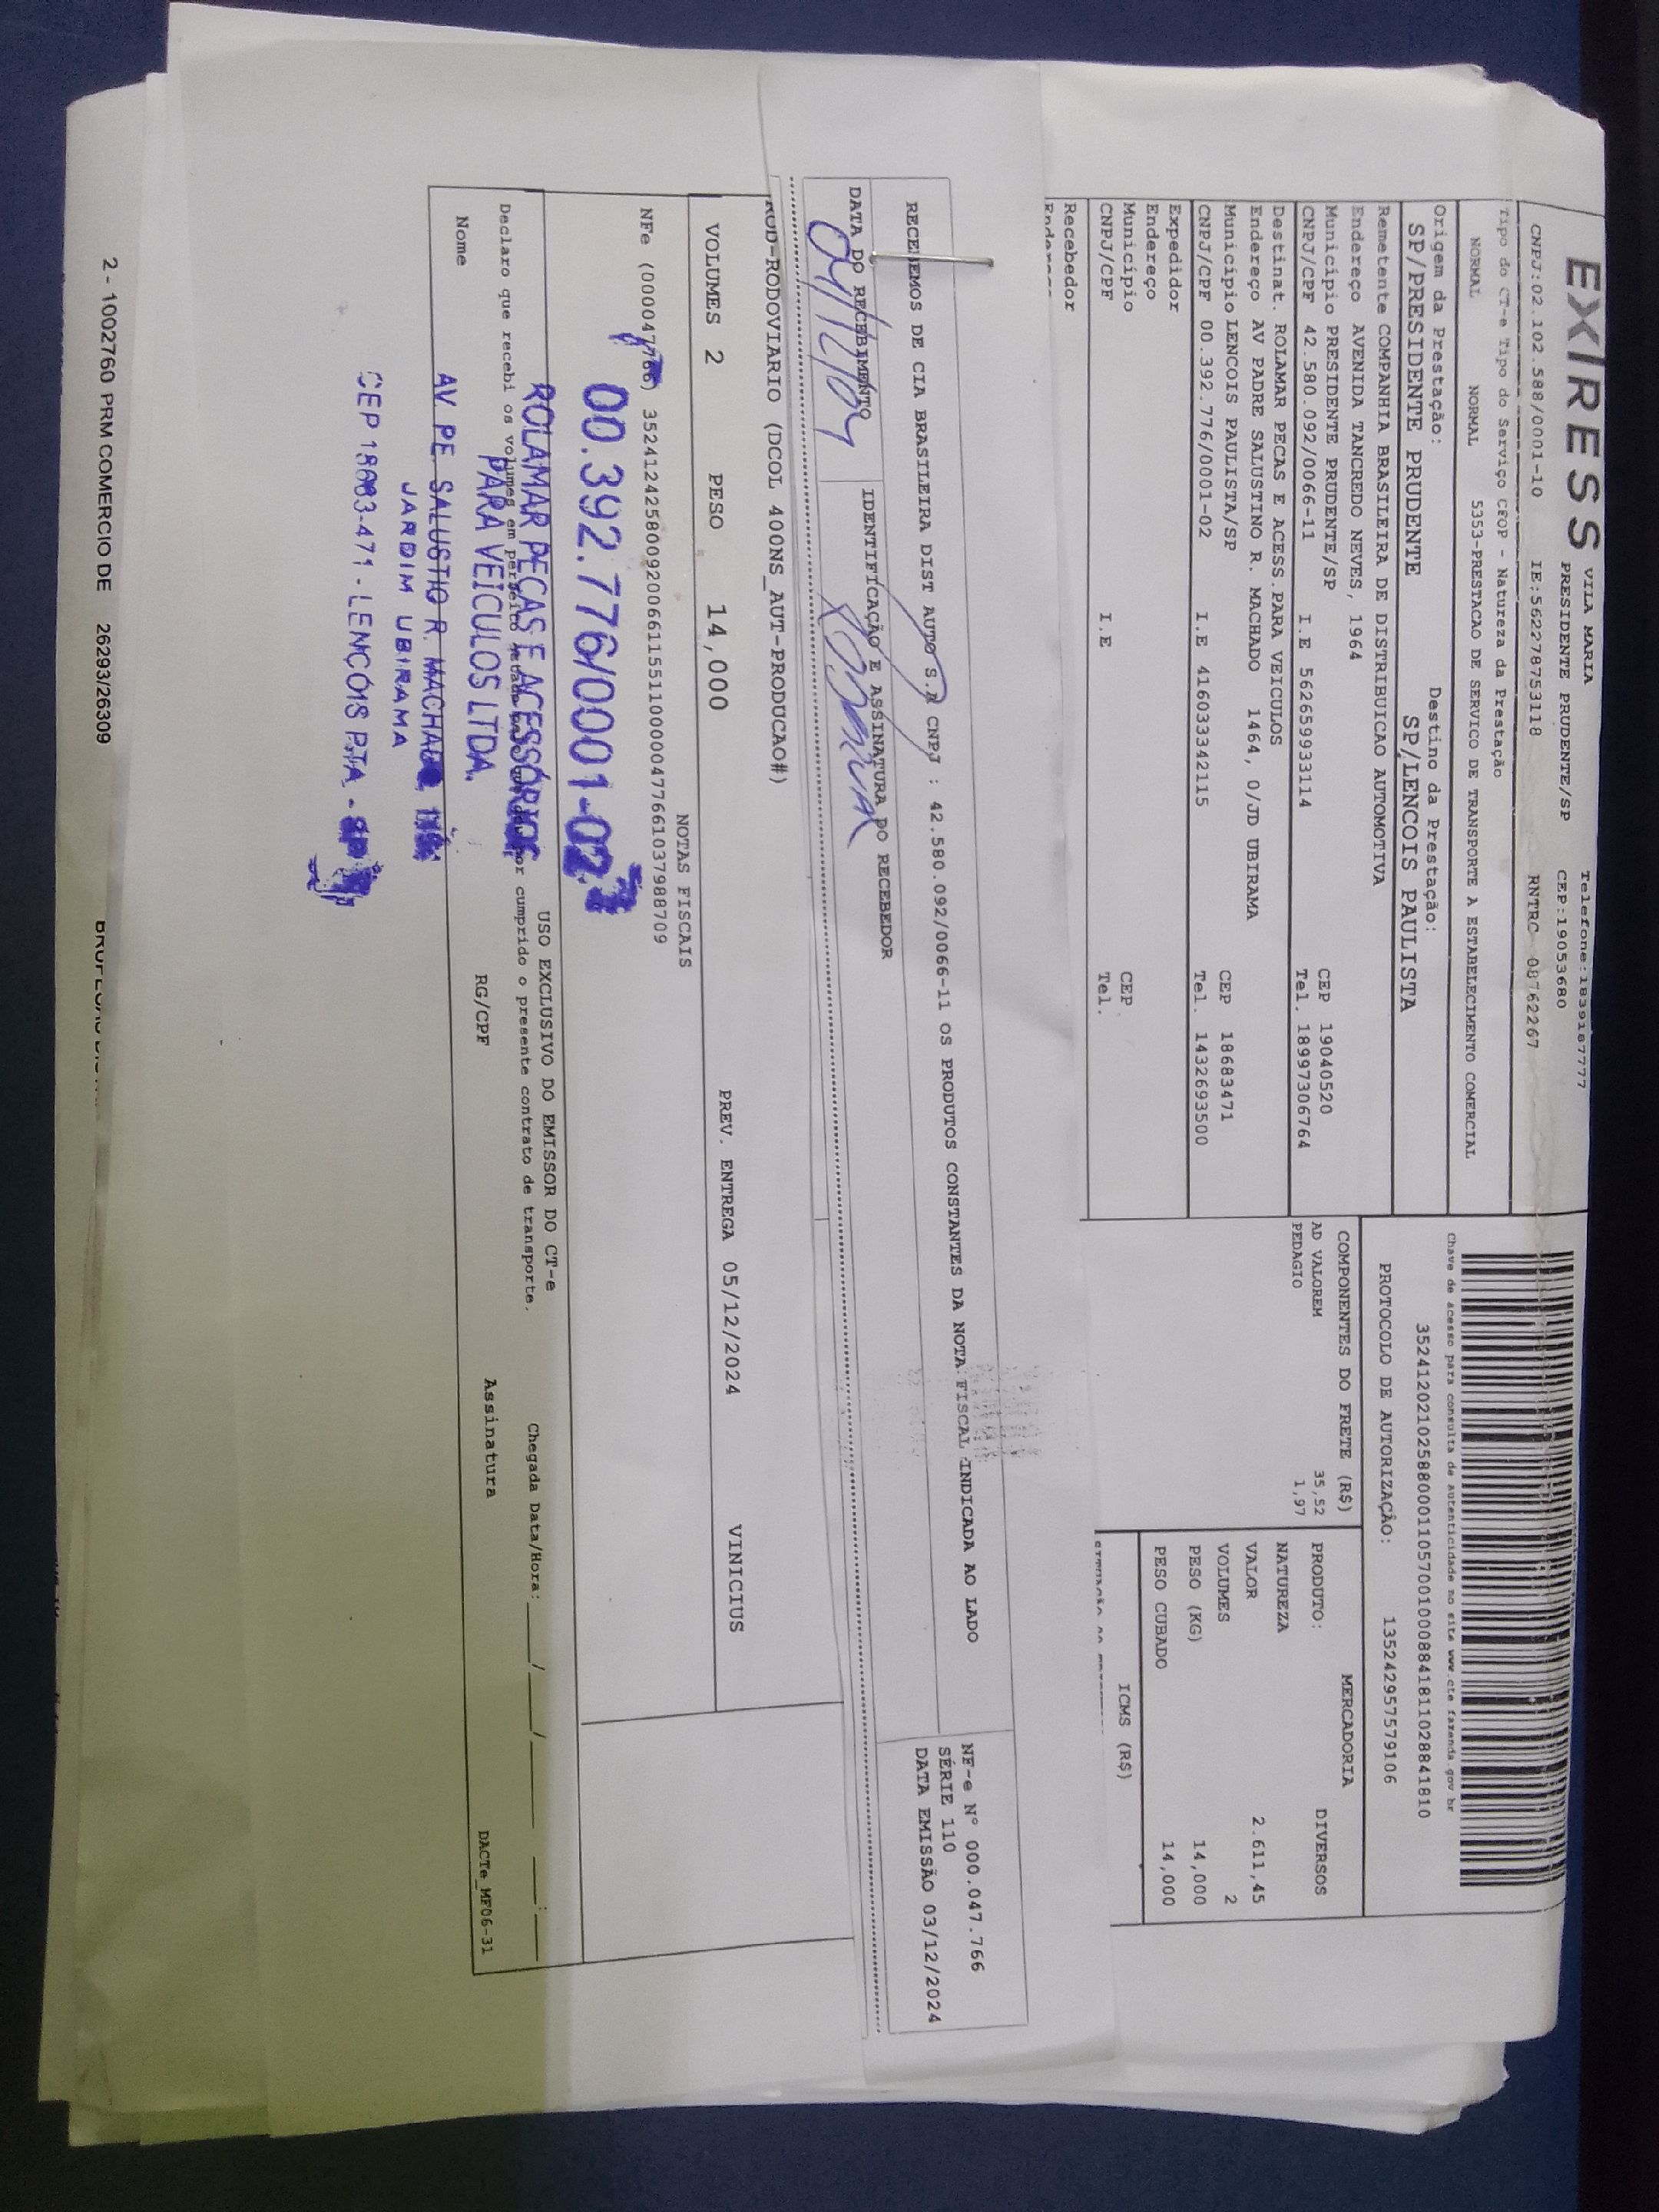 EX/RESS
VILA MARIA
PRESIDENTE PRUDENTE/SP
Telefone:1839187777
CEP:19053680
CNPJ:02.102.588/0001-10 IE:562278753118 RNTRC 08762267
Tipo do CT-e Tipo do Serviço CFOP - Natureza da Prestação
NORMAL NORMAL 5353-PRESTACAO DE SERVICO DE TRANSPORTE A ESTABELECIMENTO COMERCIAL
Origem da Prestação: Destino da Prestação:
SP/PRESIDENTE PRUDENTE SP/LENCOIS PAULISTA
Remetente COMPANHIA BRASILEIRA DE DISTRIBUICAO AUTOMOTIVA
Endereço AVENIDA TANCREDO NEVES, 1964
Município PRESIDENTE PRUDENTE/SP CEP 19040520
CNPJ/CPF 42.580.092/0066-11 I.E 562659933114 Tel. 18997306764
Destinat. ROLAMAR PECAS E ACESS.PARA VEICULOS
Endereço AV PADRE SALUSTINO R. MACHADO 1464, 0/JD UBIRAMA
Município LENCOIS PAULISTA/SP CEP 18683471
CNPJ/CPF 00.392.776/0001-02 I.E 416033342115 Tel. 1432693500
Expedidor
Endereço
Município CEP
CNPJ/CPF I.E Tel.
Recebedor
Chave de acesso para consulta de autenticidade no site www.cte.fazenda.gov.br
35241202102588000110570010008841811028841810
PROTOCOLO DE AUTORIZAÇÃO: 135242957579106
COMPONENTES DO FRETE (R$)
AD VALOREM 35,52
PEDAGIO 1,97
MERCADORIA
PRODUTO: DIVERSOS
NATUREZA
VALOR 2.611,45
VOLUMES 2
PESO (KG) 14,000
PESO CUBADO 14,000
ICMS (R$)
RECEBEMOS DE CIA BRASILEIRA DIST AUTO S.A CNPJ : 42.580.092/0066-11 OS PRODUTOS CONSTANTES DA NOTA FISCAL INDICADA AO LADO
DATA DO RECEBIMENTO IDENTIFICAÇÃO E ASSINATURA DO RECEBEDOR
NF-e N° 000.047.766
SÉRIE 110
DATA EMISSÃO 03/12/2024
ROD-RODOVIARIO (DCOL 400NS_AUT-PRODUCAO#)
VOLUMES 2 PESO 14,000 PREV. ENTREGA 05/12/2024 VINICIUS
NOTAS FISCAIS
NFe (000047766) 35241242580092006611551100000477661037988709
00.392.776/0001-02
USO EXCLUSIVO DO EMISSOR DO CT-e
Declaro que recebi os volumes em perfeito por cumprido o presente contrato de transporte. Chegada Data/Hora: / / :
Nome RG/CPF Assinatura DACTe_MF06-31
ROLAMAR PEÇAS E ACESSÓRIOS
PARA VEÍCULOS LTDA.
AV. PE. SALUSTIO R. MACHADO
JARDIM UBIRAMA
CEP 18683-471 - LENÇÓIS PTA - SP
2 - 1002760 PRM COMERCIO DE 26293/26309